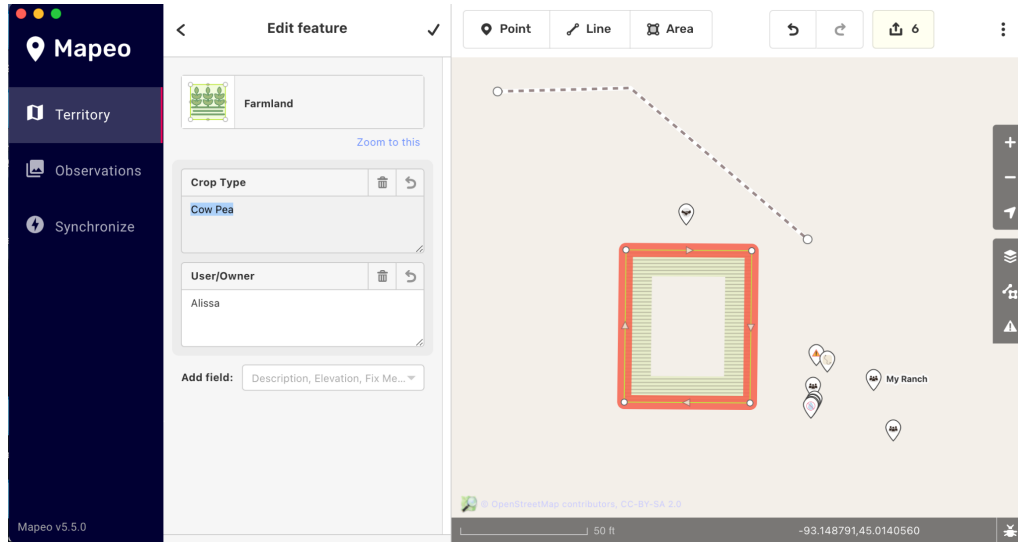 Mapeo
Territory
Observations
Synchronize
Mapeo v5.5.0
Edit feature
Farmland
Zoom to this
Crop Type
Cow Pea
User/Owner
Alissa
Add field:
Description, Elevation, Fix Me...
Point
Line
Area
6
My Ranch
© OpenStreetMap contributors, CC-BY-SA 2.0
50 ft
-93.148791,45.0140560